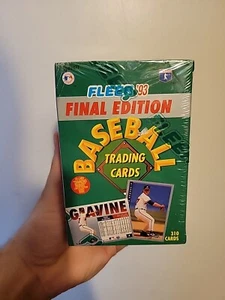 FLEER '93
FINAL EDITION
BASEBALL
TRADING
CARDS
GLAVINE
310
CARDS